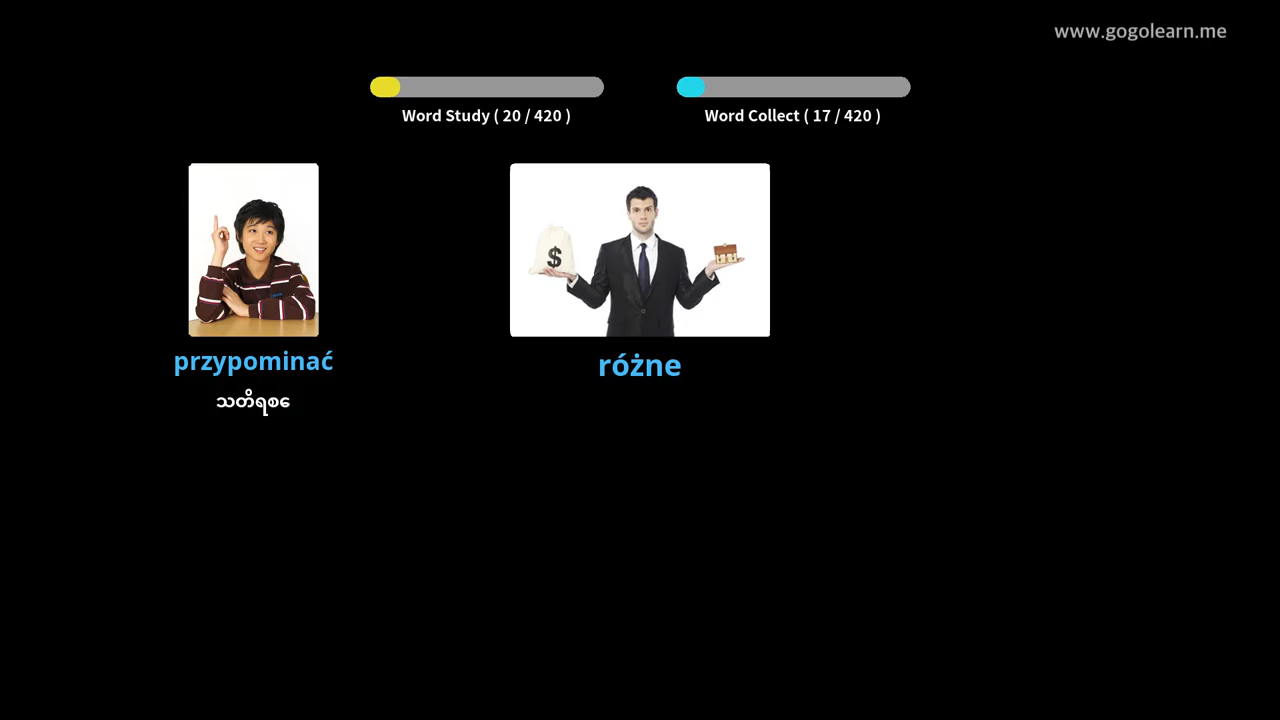 www.gogolearn.me
Word Study ( 20 / 420 )
Word Collect ( 17 / 420 )
$
przypominać
różne
သတိရစေ